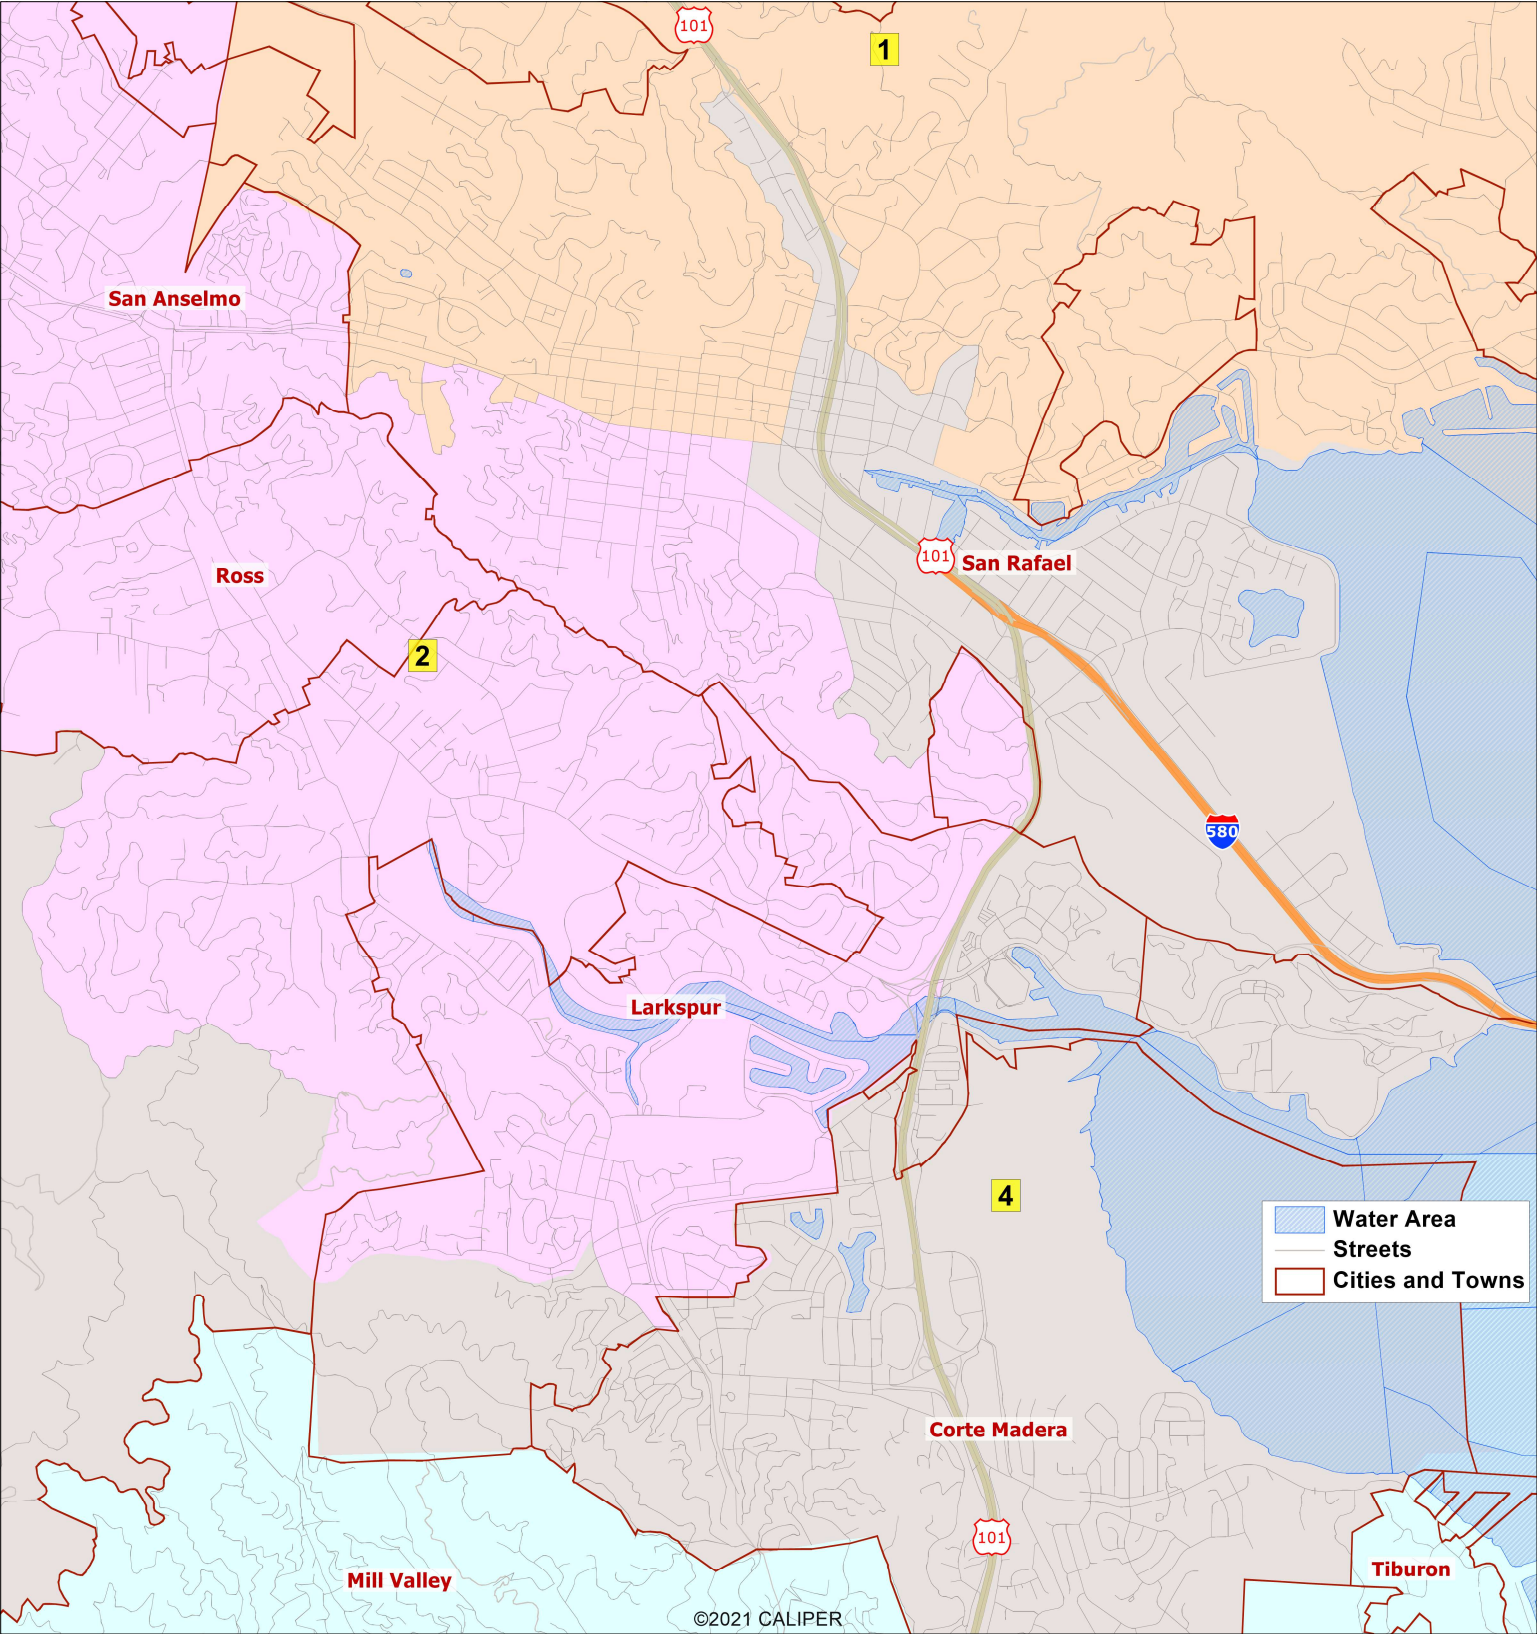 101
1
San Anselmo
101
San Rafael
Ross
2
580
Larkspur
4
Water Area
Streets
Cities and Towns
Corte Madera
101
Tiburon
Mill Valley
©2021 CALIPER